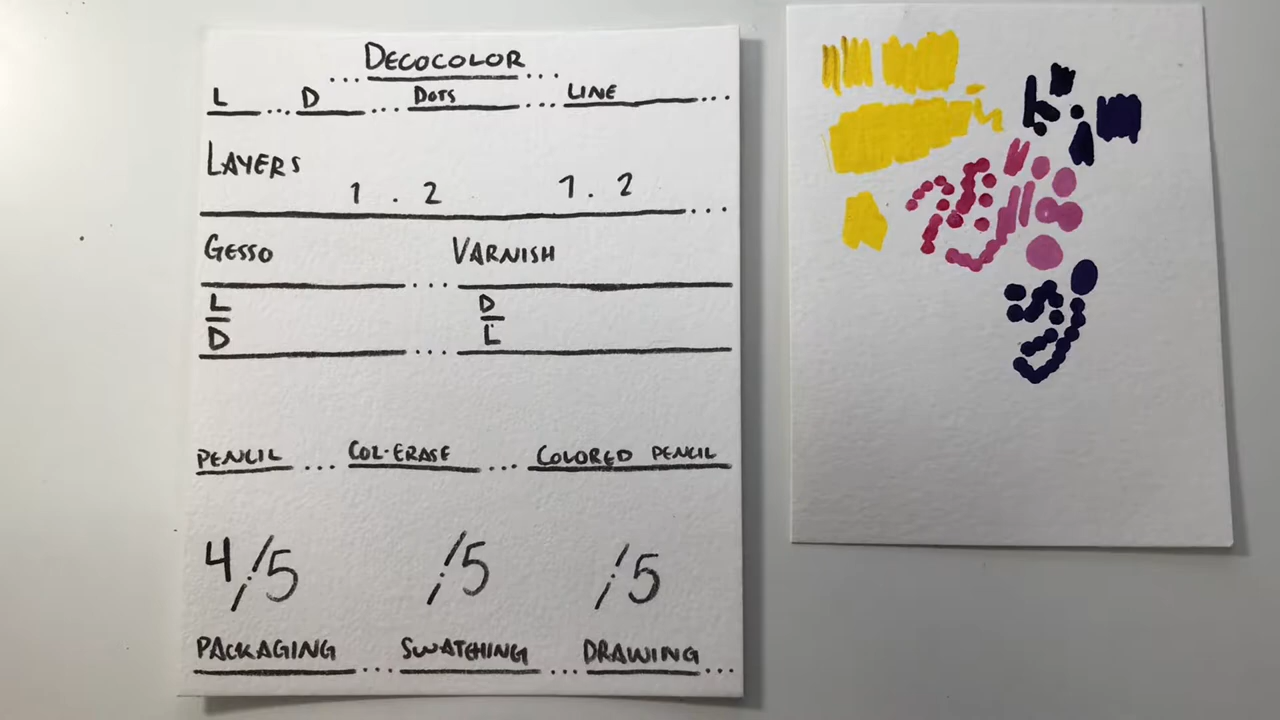 DECOCOLOR
L D DOTS LINE
LAYERS
1 . 2 1 . 2
GESSO VARNISH
L D
D L
PENCIL COL-ERASE COLORED PENCIL
4/5 /5 /5
PACKAGING SWATCHING DRAWING